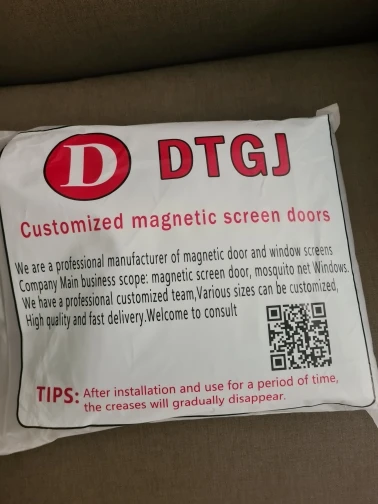 D DTGJ
Customized magnetic screen doors
We are a professional manufacturer of magnetic door and window screens
Company Main business scope: magnetic screen door, mosquito net Windows.
We have a professional customized team,Various sizes can be customized,
High quality and fast delivery.Welcome to consult
TIPS: After installation and use for a period of time,
the creases will gradually disappear.